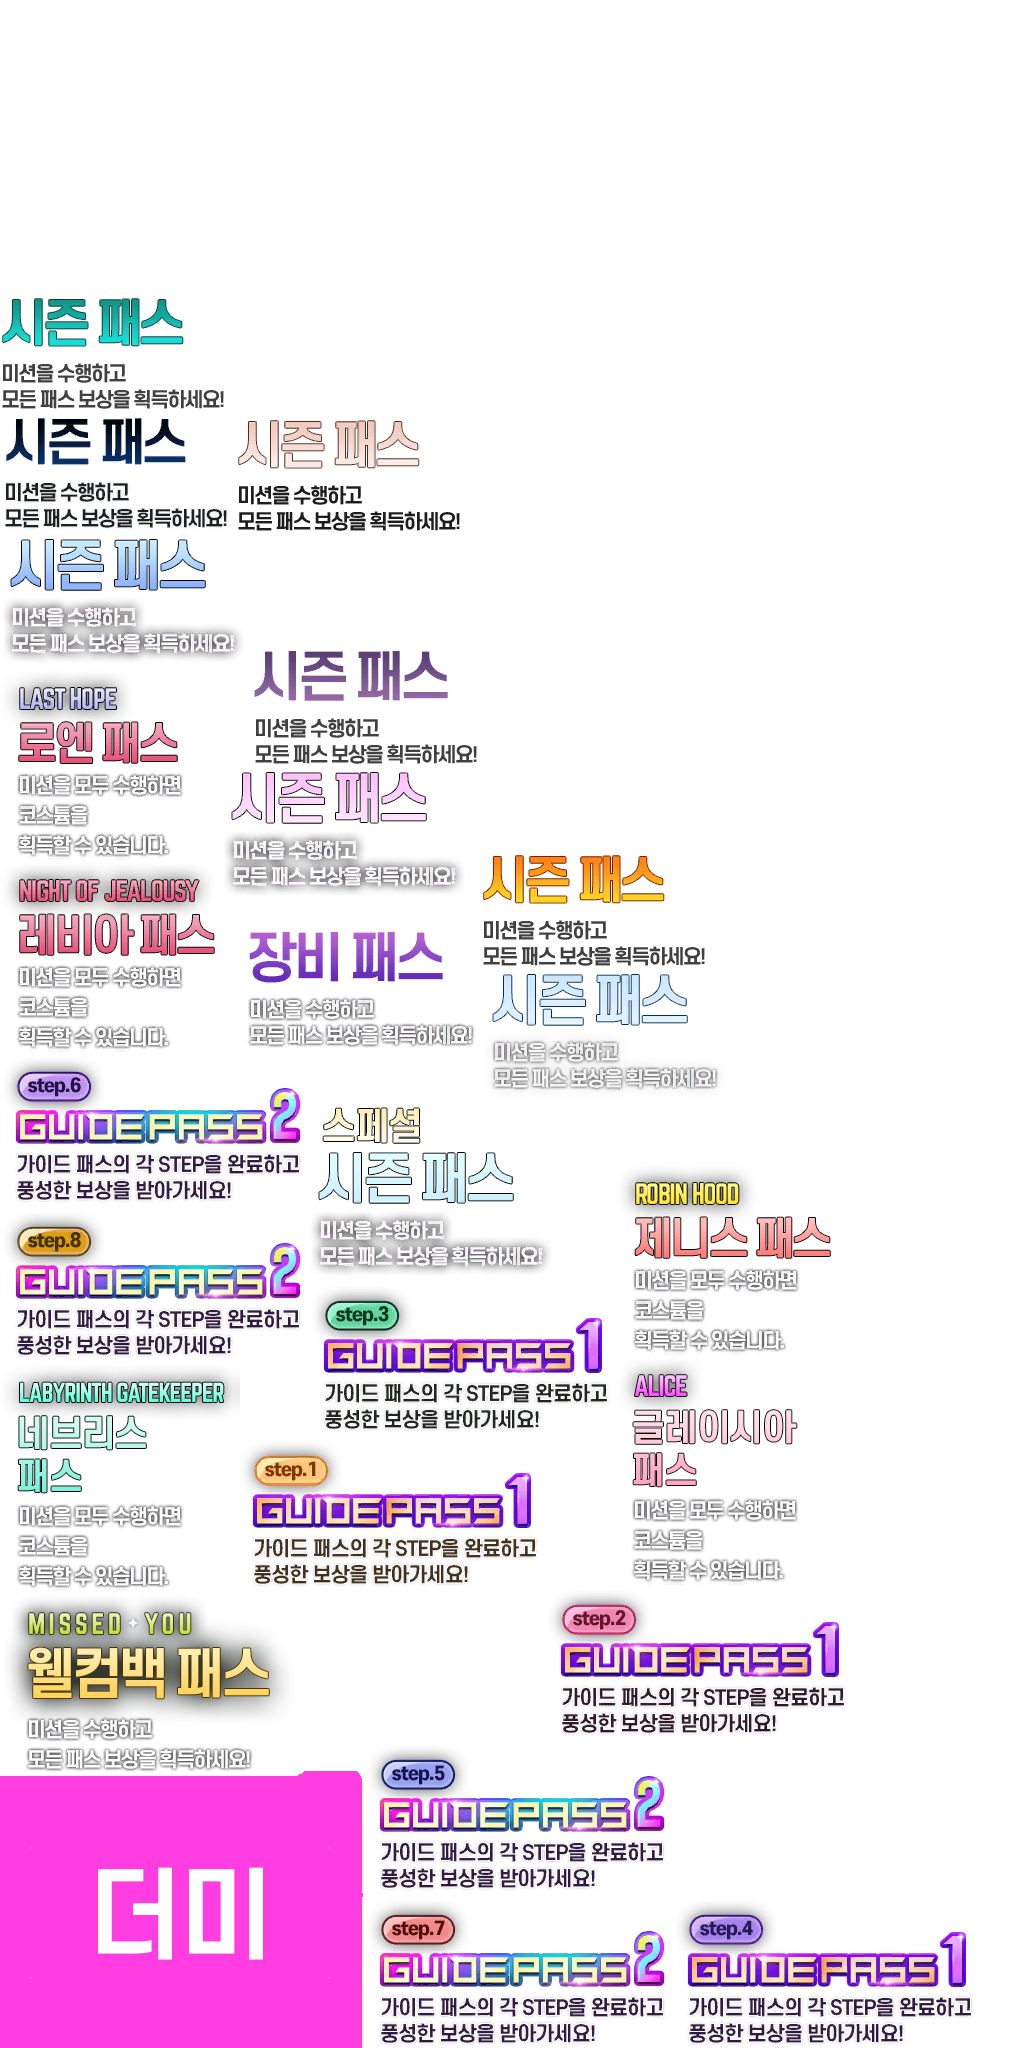 시즌 패스
미션을 수행하고
모든 패스 보상을 획득하세요!
시즌 패스
미션을 수행하고
모든 패스 보상을 획득하세요!
시즌 패스
미션을 수행하고
모든 패스 보상을 획득하세요!
시즌 패스
미션을 수행하고
모든 패스 보상을 획득하세요!
시즌 패스
미션을 수행하고
모든 패스 보상을 획득하세요!
LAST HOPE
로엔 패스
미션을 모두 수행하면
코스튬을
획득할 수 있습니다.
시즌 패스
미션을 수행하고
모든 패스 보상을 획득하세요!
시즌 패스
미션을 수행하고
모든 패스 보상을 획득하세요!
NIGHT OF JEALOUSY
레비아 패스
미션을 모두 수행하면
코스튬을
획득할 수 있습니다.
장비 패스
미션을 수행하고
모든 패스 보상을 획득하세요!
시즌 패스
미션을 수행하고
모든 패스 보상을 획득하세요!
step.6
GUIDEPASS 2
가이드 패스의 각 STEP을 완료하고
풍성한 보상을 받아가세요!
스페셜
시즌 패스
미션을 수행하고
모든 패스 보상을 획득하세요!
ROBIN HOOD
제니스 패스
미션을 모두 수행하면
코스튬을
획득할 수 있습니다.
step.8
GUIDEPASS 2
가이드 패스의 각 STEP을 완료하고
풍성한 보상을 받아가세요!
step.3
GUIDEPASS 1
가이드 패스의 각 STEP을 완료하고
풍성한 보상을 받아가세요!
LABYRINTH GATEKEEPER
네브리스
패스
미션을 모두 수행하면
코스튬을
획득할 수 있습니다.
ALICE
글레이시아
패스
미션을 모두 수행하면
코스튬을
획득할 수 있습니다.
step.1
GUIDEPASS 1
가이드 패스의 각 STEP을 완료하고
풍성한 보상을 받아가세요!
MISSED YOU
웰컴백 패스
미션을 수행하고
모든 패스 보상을 획득하세요!
step.2
GUIDEPASS 1
가이드 패스의 각 STEP을 완료하고
풍성한 보상을 받아가세요!
더미
step.5
GUIDEPASS 2
가이드 패스의 각 STEP을 완료하고
풍성한 보상을 받아가세요!
step.7
GUIDEPASS 2
가이드 패스의 각 STEP을 완료하고
풍성한 보상을 받아가세요!
step.4
GUIDEPASS 1
가이드 패스의 각 STEP을 완료하고
풍성한 보상을 받아가세요!